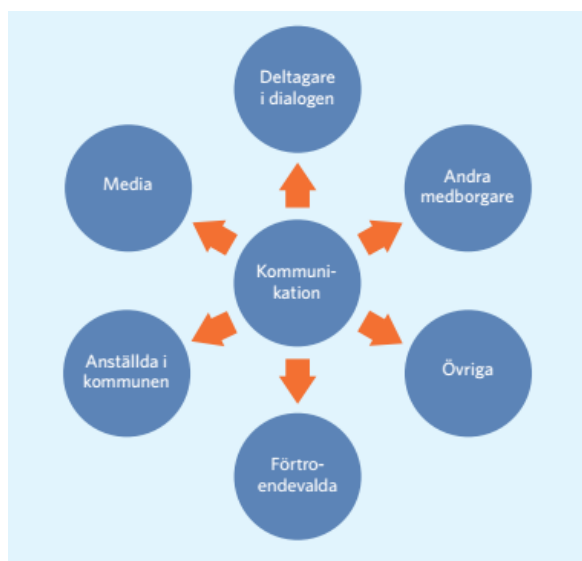 Deltagare
i dialogen
Media
Andra
medborgare
Kommuni-
kation
Anställda i
kommunen
Övriga
Förtro-
endevalda